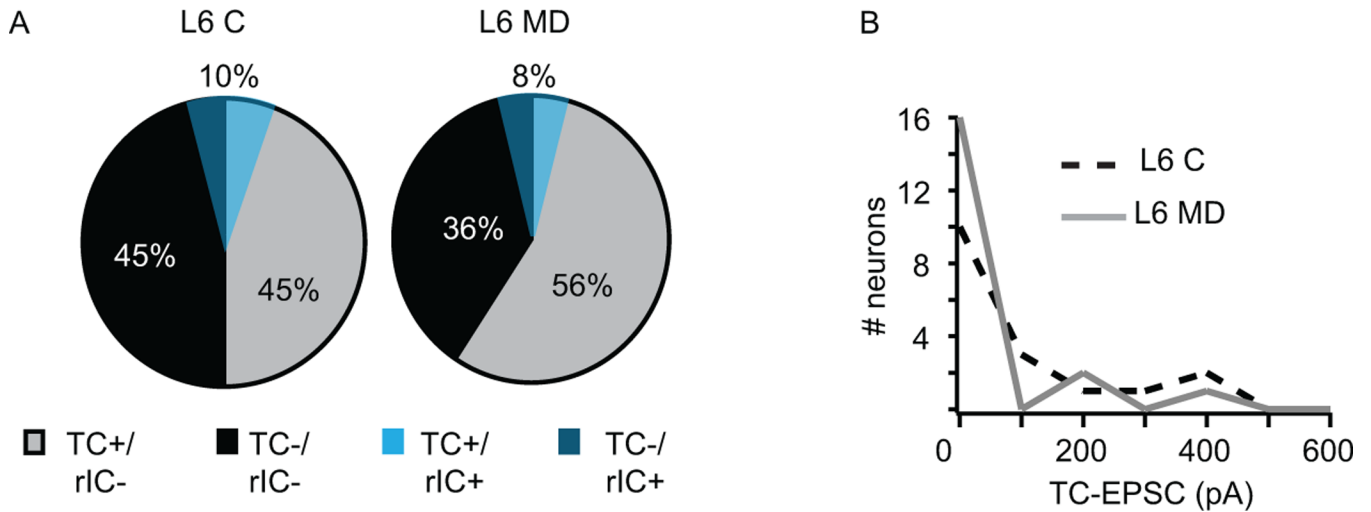 A
L6 C
L6 MD
10%
8%
45%
45%
36%
56%
TC+/
rIC-
TC-/
rIC-
TC+/
rIC+
TC-/
rIC+
B
16
12
8
4
# neurons
L6 C
L6 MD
0
200
400
600
TC-EPSC (pA)